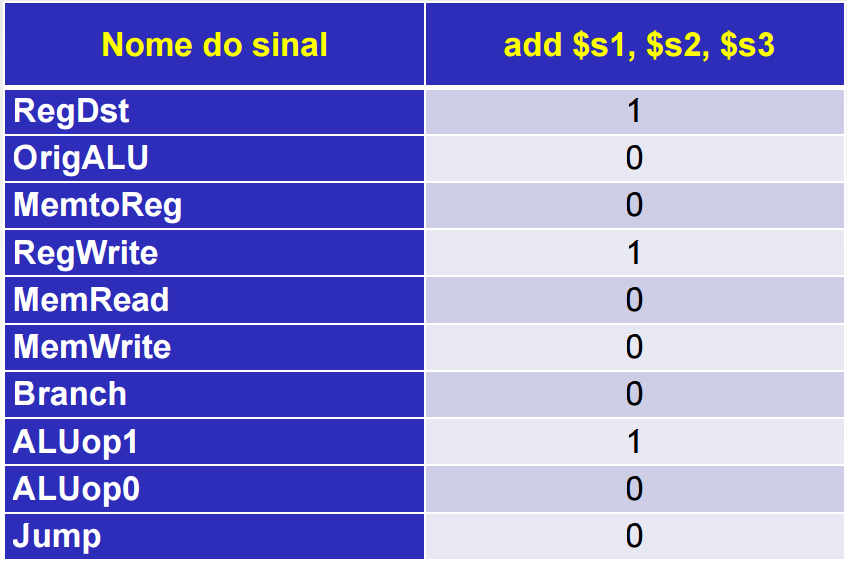 Nome do sinal add $s1, $s2, $s3
RegDst 1
OrigALU 0
MemtoReg 0
RegWrite 1
MemRead 0
MemWrite 0
Branch 0
ALUop1 1
ALUop0 0
Jump 0